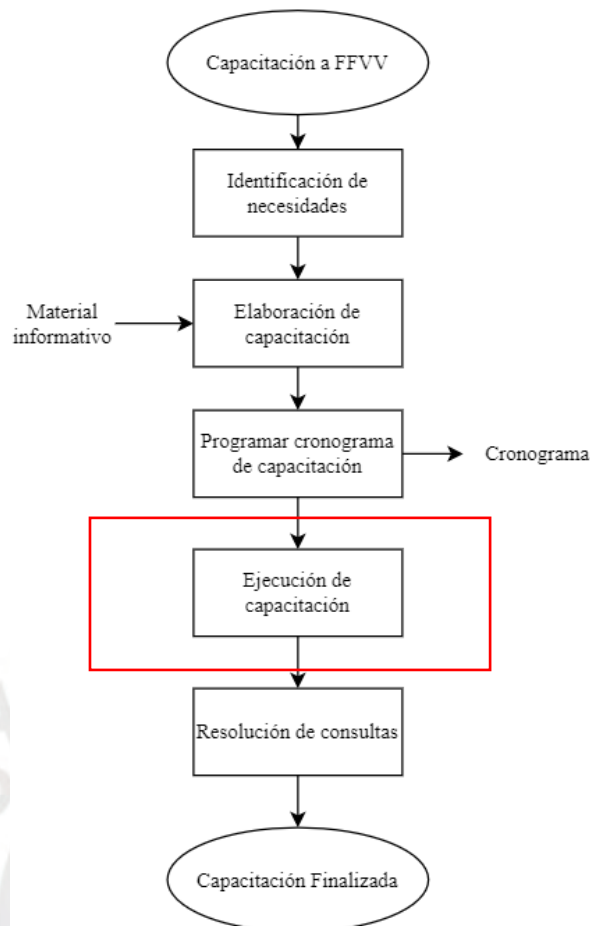 Capacitación a FFVV
Identificación de
necesidades
Material
informativo
Elaboración de
capacitación
Programar cronograma
de capacitación
Cronograma
Ejecución de
capacitación
Resolución de consultas
Capacitación Finalizada